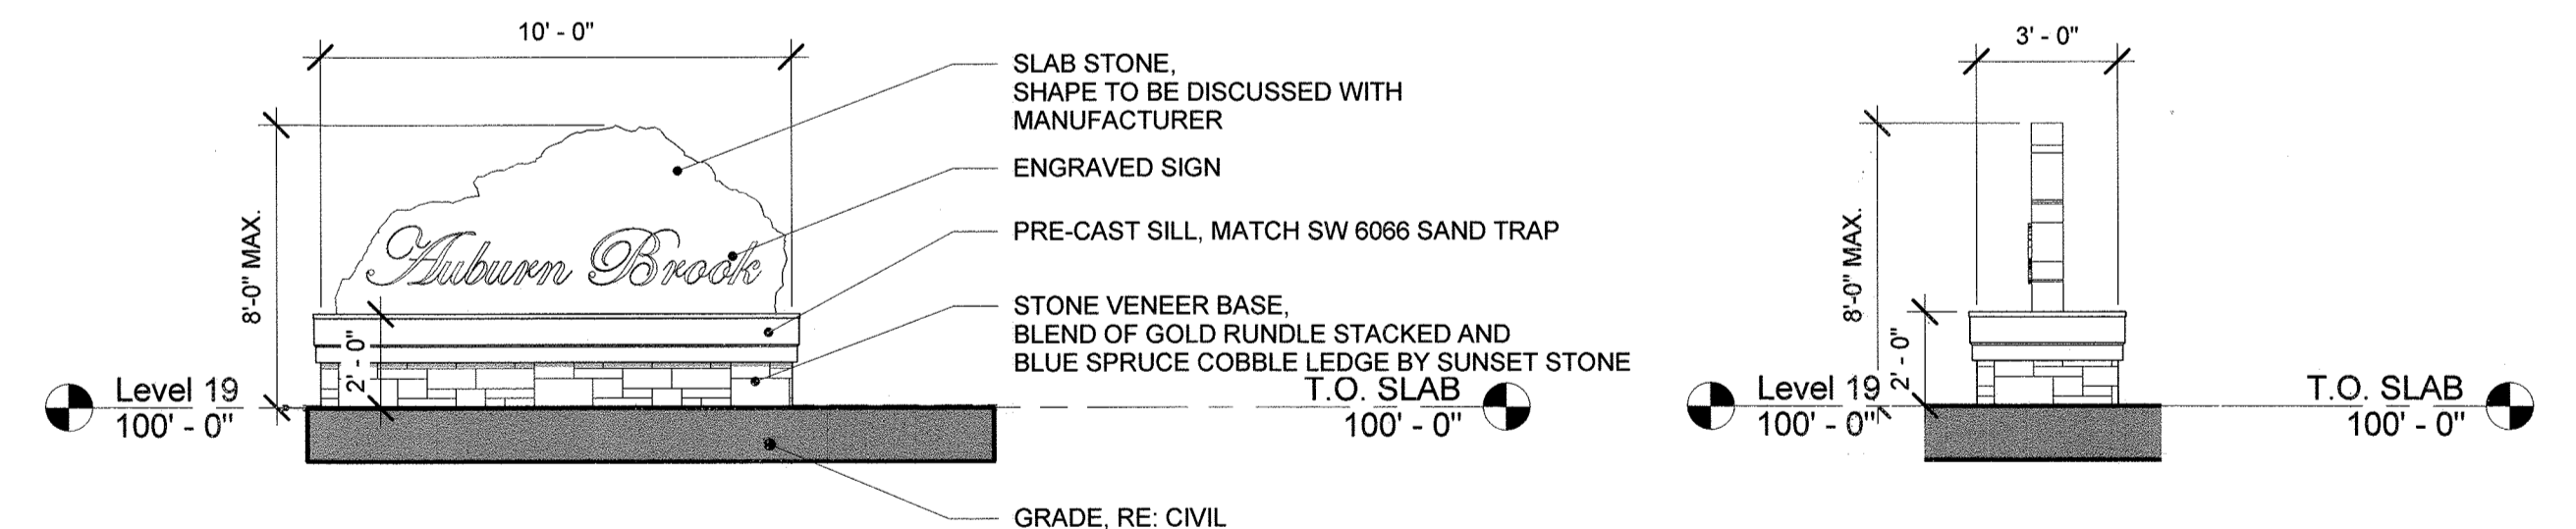 10' - 0"
SLAB STONE,
SHAPE TO BE DISCUSSED WITH
MANUFACTURER
ENGRAVED SIGN
PRE-CAST SILL, MATCH SW 6066 SAND TRAP
STONE VENEER BASE,
BLEND OF GOLD RUNDLE STACKED AND
BLUE SPRUCE COBBLE LEDGE BY SUNSET STONE
GRADE, RE: CIVIL
8'-0" MAX.
Auburn Brook
2' - 0"
Level 19
100' - 0"
T.O. SLAB
100' - 0"
3' - 0"
8'-0" MAX.
2' - 0"
Level 19
100' - 0"
T.O. SLAB
100' - 0"